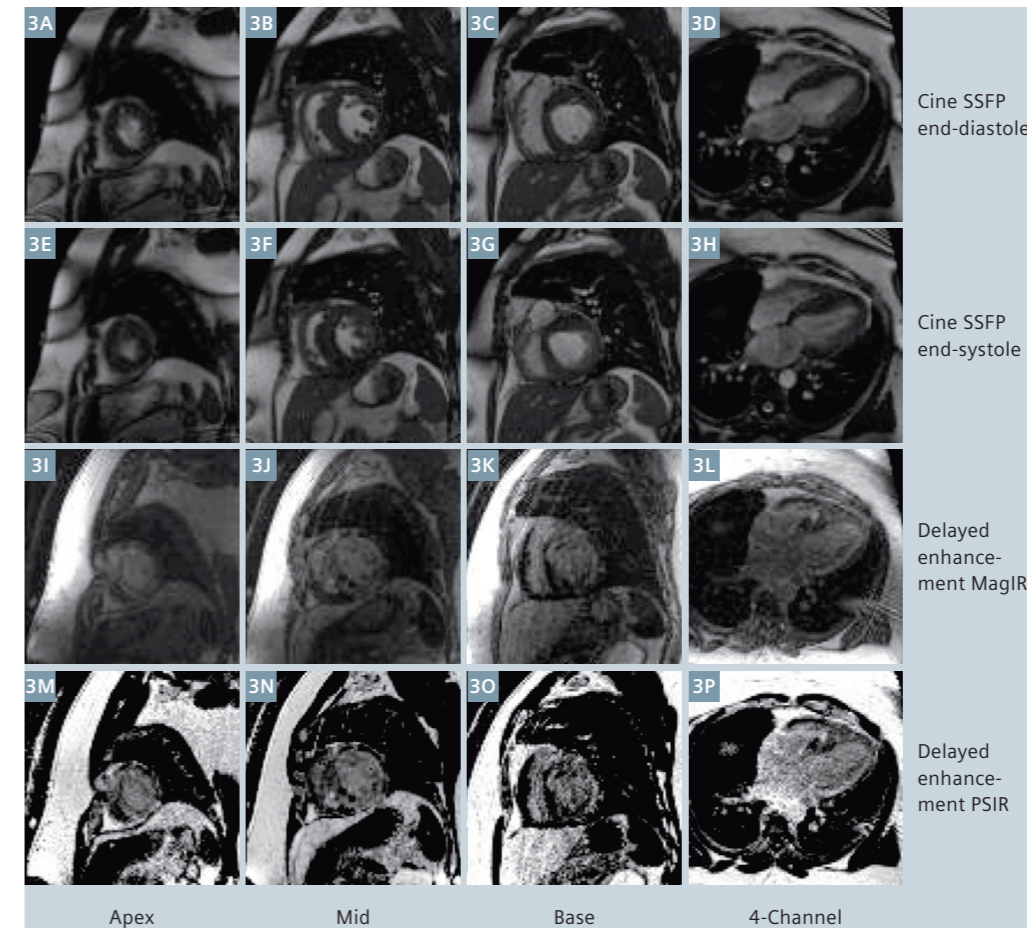 3A 3B 3C 3D
Cine SSFP
end-diastole
3E 3F 3G 3H
Cine SSFP
end-systole
3I 3J 3K 3L
Delayed
enhance-
ment MagIR
3M 3N 3O 3P
Delayed
enhance-
ment PSIR
Apex Mid Base 4-Channel